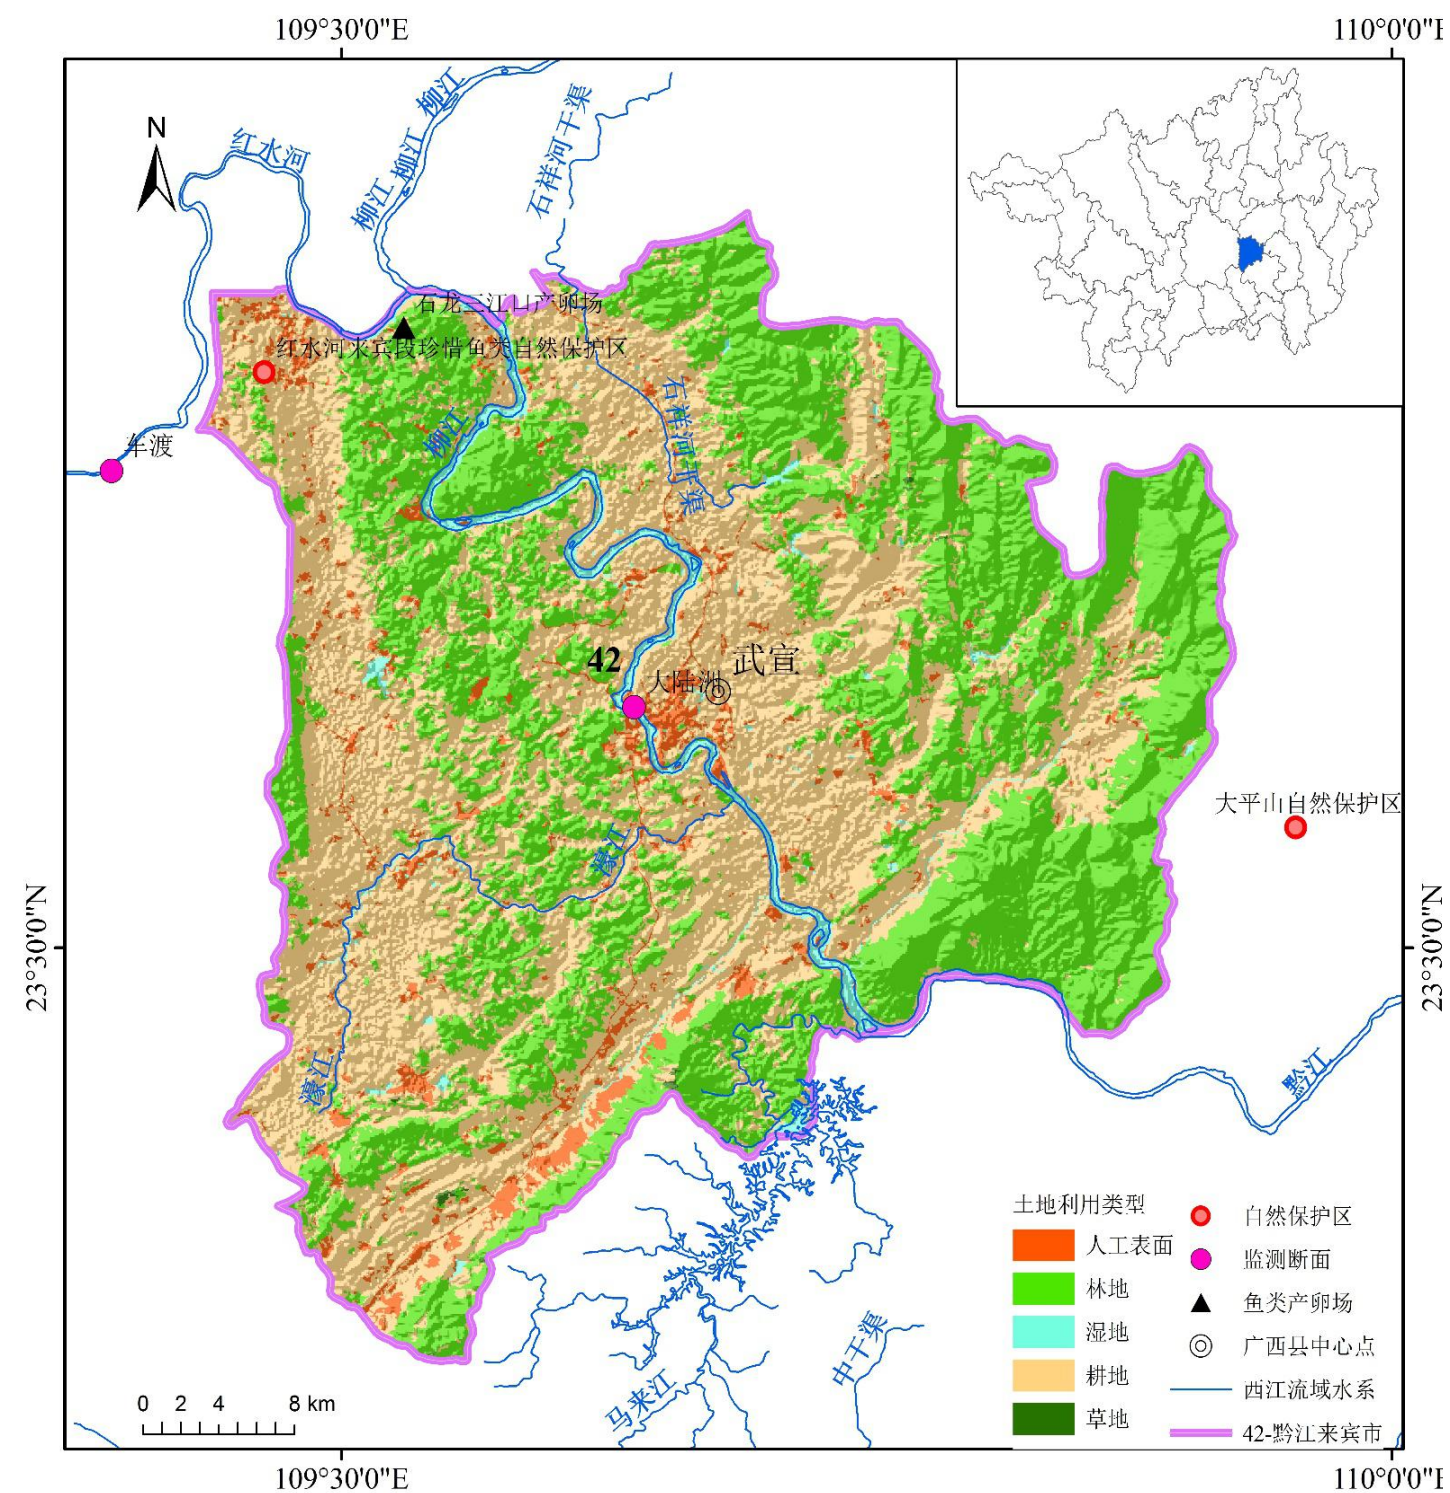 109°30'0"E
110°0'0"E
N
红水河
柳江
柳江
柳江
石祥河干渠
石龙三江口产卵场
红水河来宾段珍惜鱼类自然保护区
柳江
石祥河干渠
车渡
42
武宣
大陆洲
大平山自然保护区
濠江
濠江
23°30'0"N
23°30'0"N
黔江
马来江
中干渠
0 2 4 8 km
土地利用类型
人工表面
林地
湿地
耕地
草地
自然保护区
监测断面
鱼类产卵场
广西县中心点
西江流域水系
42-黔江来宾市
109°30'0"E
110°0'0"E